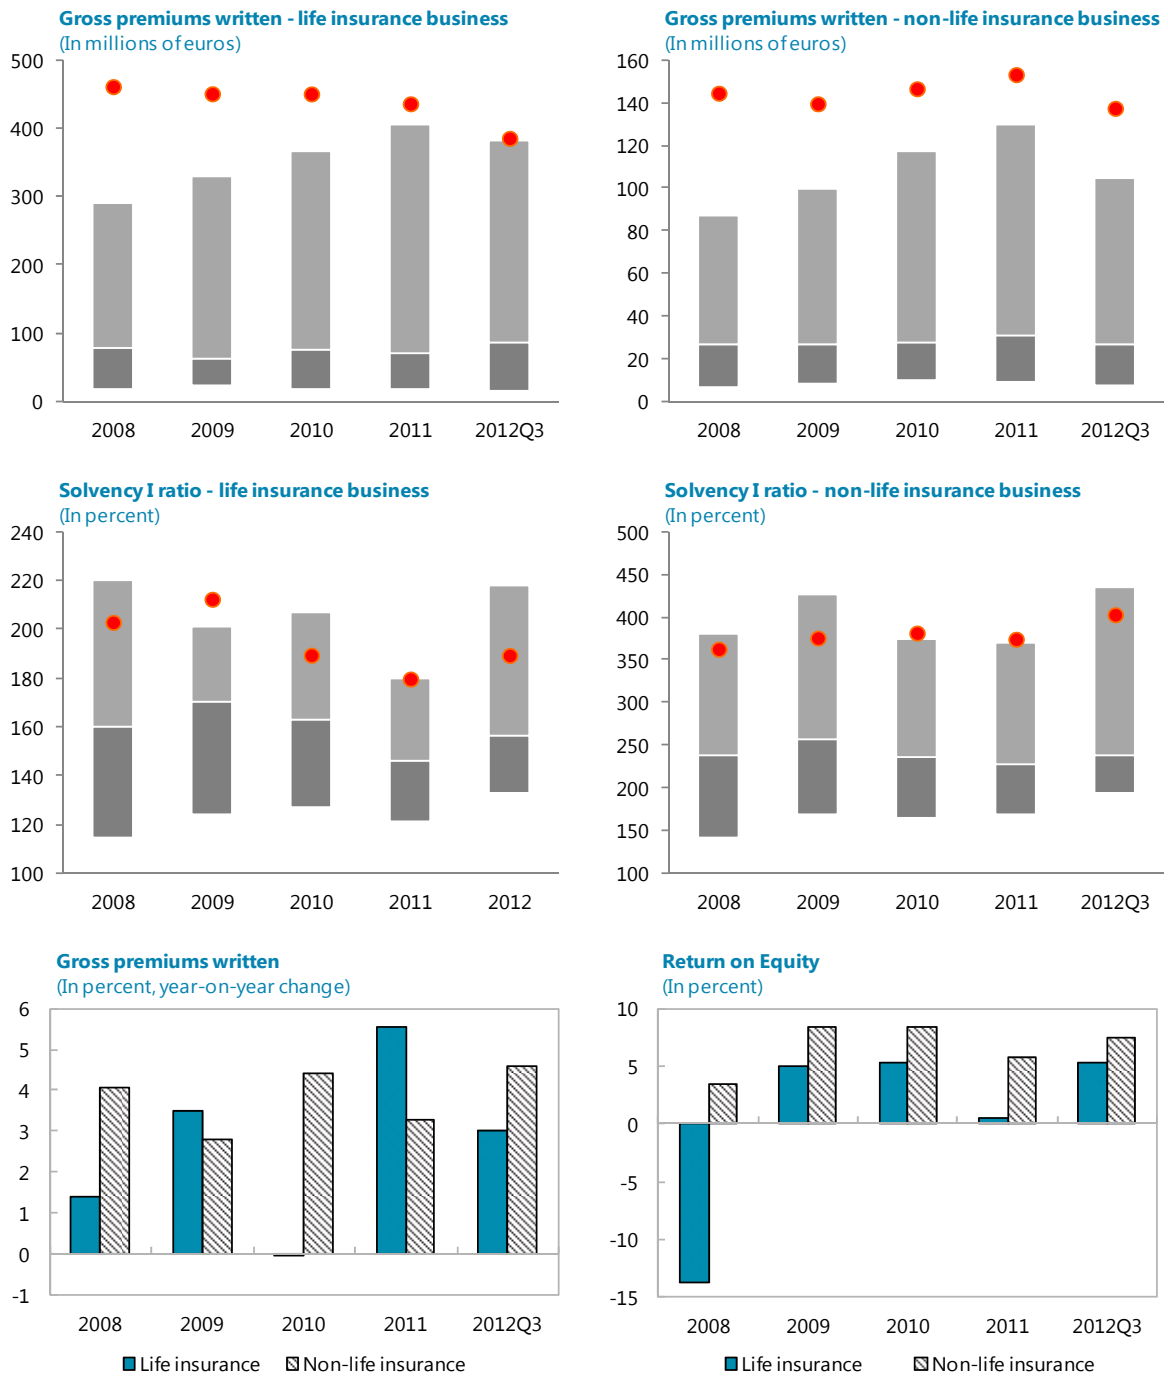 Gross premiums written - life insurance business
(In millions of euros)
500
400
300
200
100
0
2008 2009 2010 2011 2012Q3
Gross premiums written - non-life insurance business
(In millions of euros)
160
140
120
100
80
60
40
20
0
2008 2009 2010 2011 2012Q3
Solvency I ratio - life insurance business
(In percent)
240
220
200
180
160
140
120
100
2008 2009 2010 2011 2012
Solvency I ratio - non-life insurance business
(In percent)
500
450
400
350
300
250
200
150
100
2008 2009 2010 2011 2012Q3
Gross premiums written
(In percent, year-on-year change)
6
5
4
3
2
1
0
-1
2008 2009 2010 2011 2012Q3
Life insurance Non-life insurance
Return on Equity
(In percent)
10
5
0
-5
-10
-15
2008 2009 2010 2011 2012Q3
Life insurance Non-life insurance